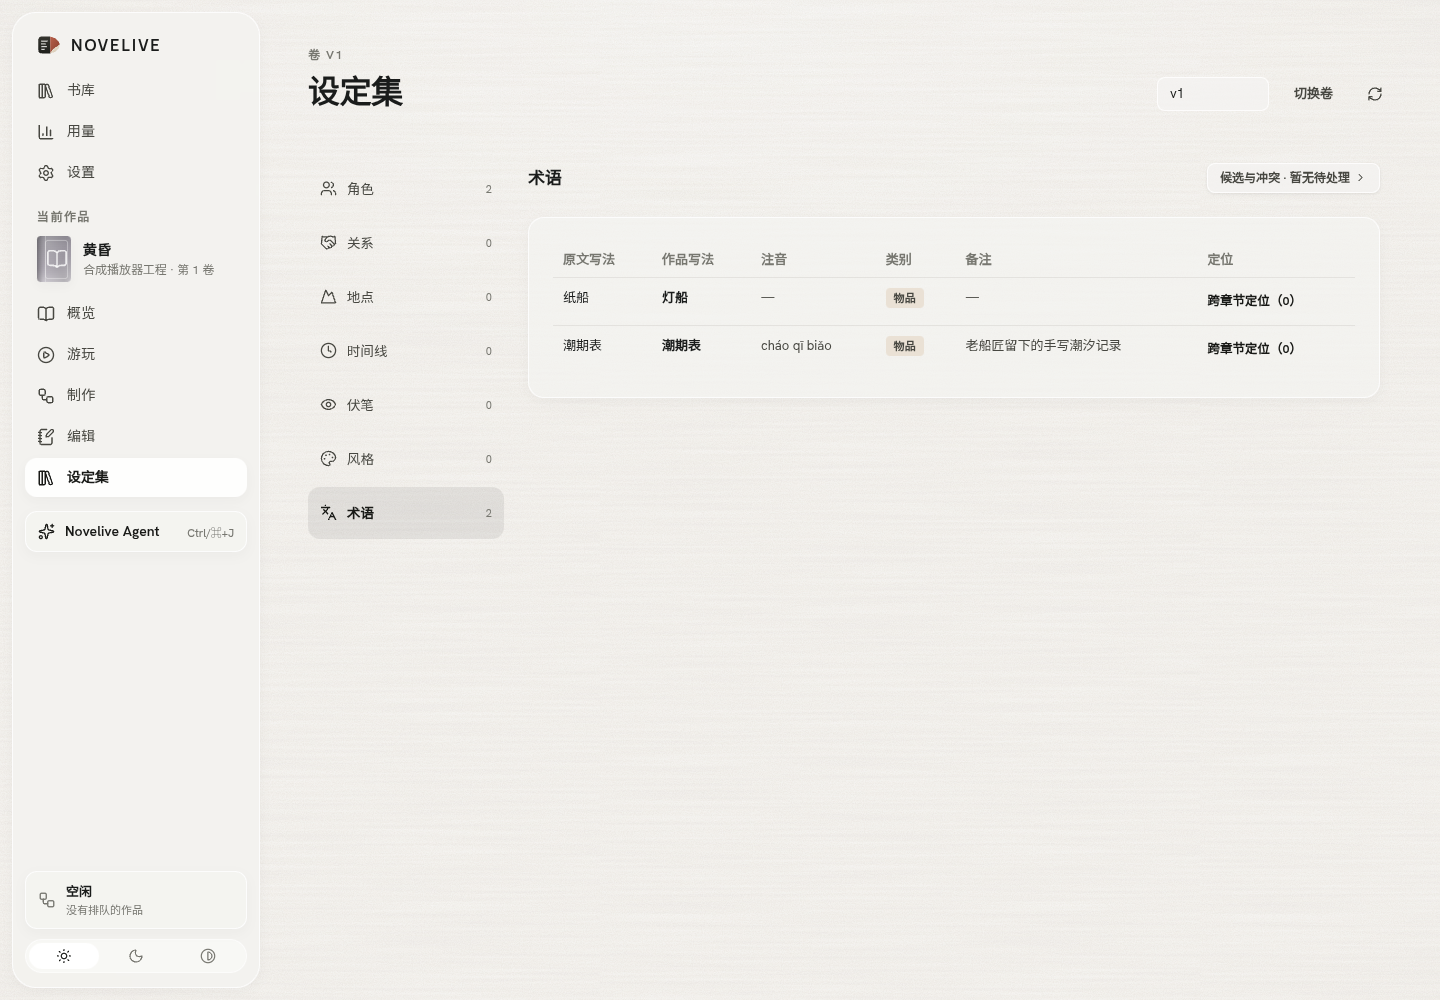 NOVELIVE
书库
用量
设置
当前作品
黄昏
合成播放器工程 · 第 1 卷
概览
游玩
制作
编辑
设定集
Novelive Agent Ctrl/⌘+J
空闲
没有排队的作品
卷 V1
设定集
v1 切换卷
角色 2
关系 0
地点 0
时间线 0
伏笔 0
风格 0
术语 2
术语
候选与冲突 · 暂无待处理
原文写法 作品写法 注音 类别 备注 定位
纸船 灯船 — 物品 — 跨章节定位（0）
潮期表 潮期表 cháo qī biǎo 物品 老船匠留下的手写潮汐记录 跨章节定位（0）